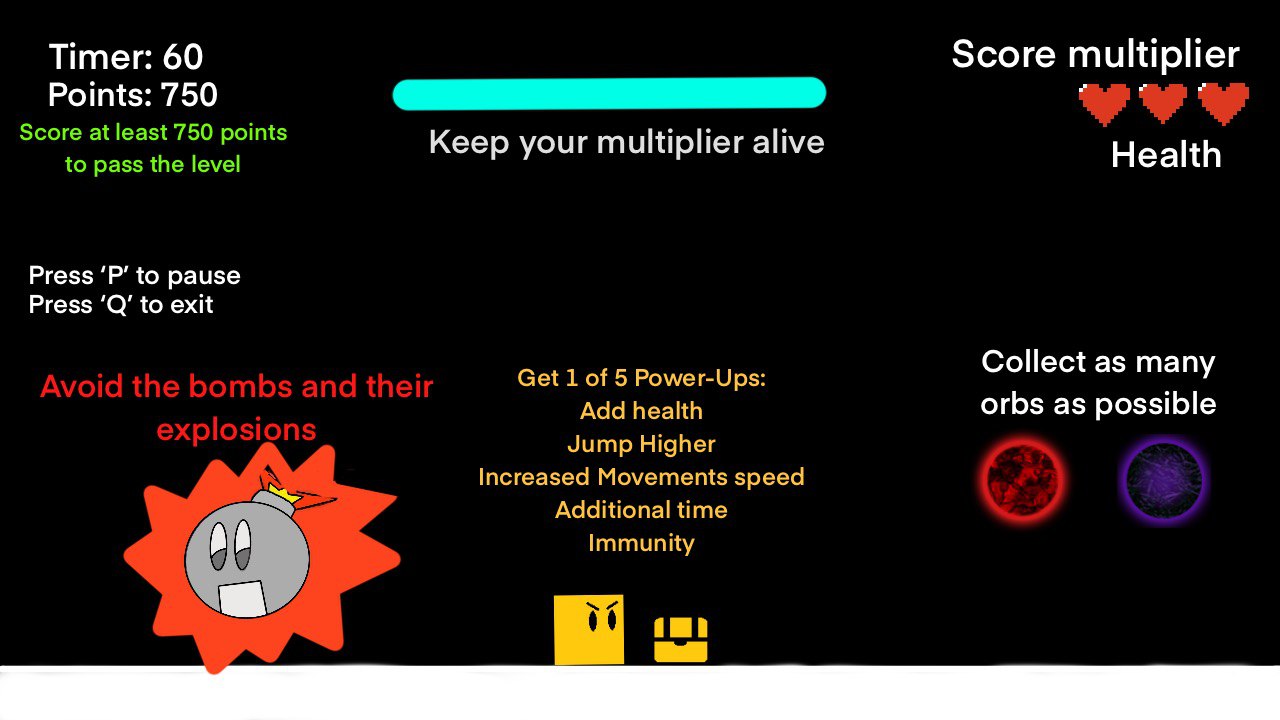 Timer: 60
Points: 750
Score at least 750 points
to pass the level
Keep your multiplier alive
Score multiplier
Health
Press ‘P’ to pause
Press ‘Q’ to exit
Avoid the bombs and their
explosions
Get 1 of 5 Power-Ups:
Add health
Jump Higher
Increased Movements speed
Additional time
Immunity
Collect as many
orbs as possible